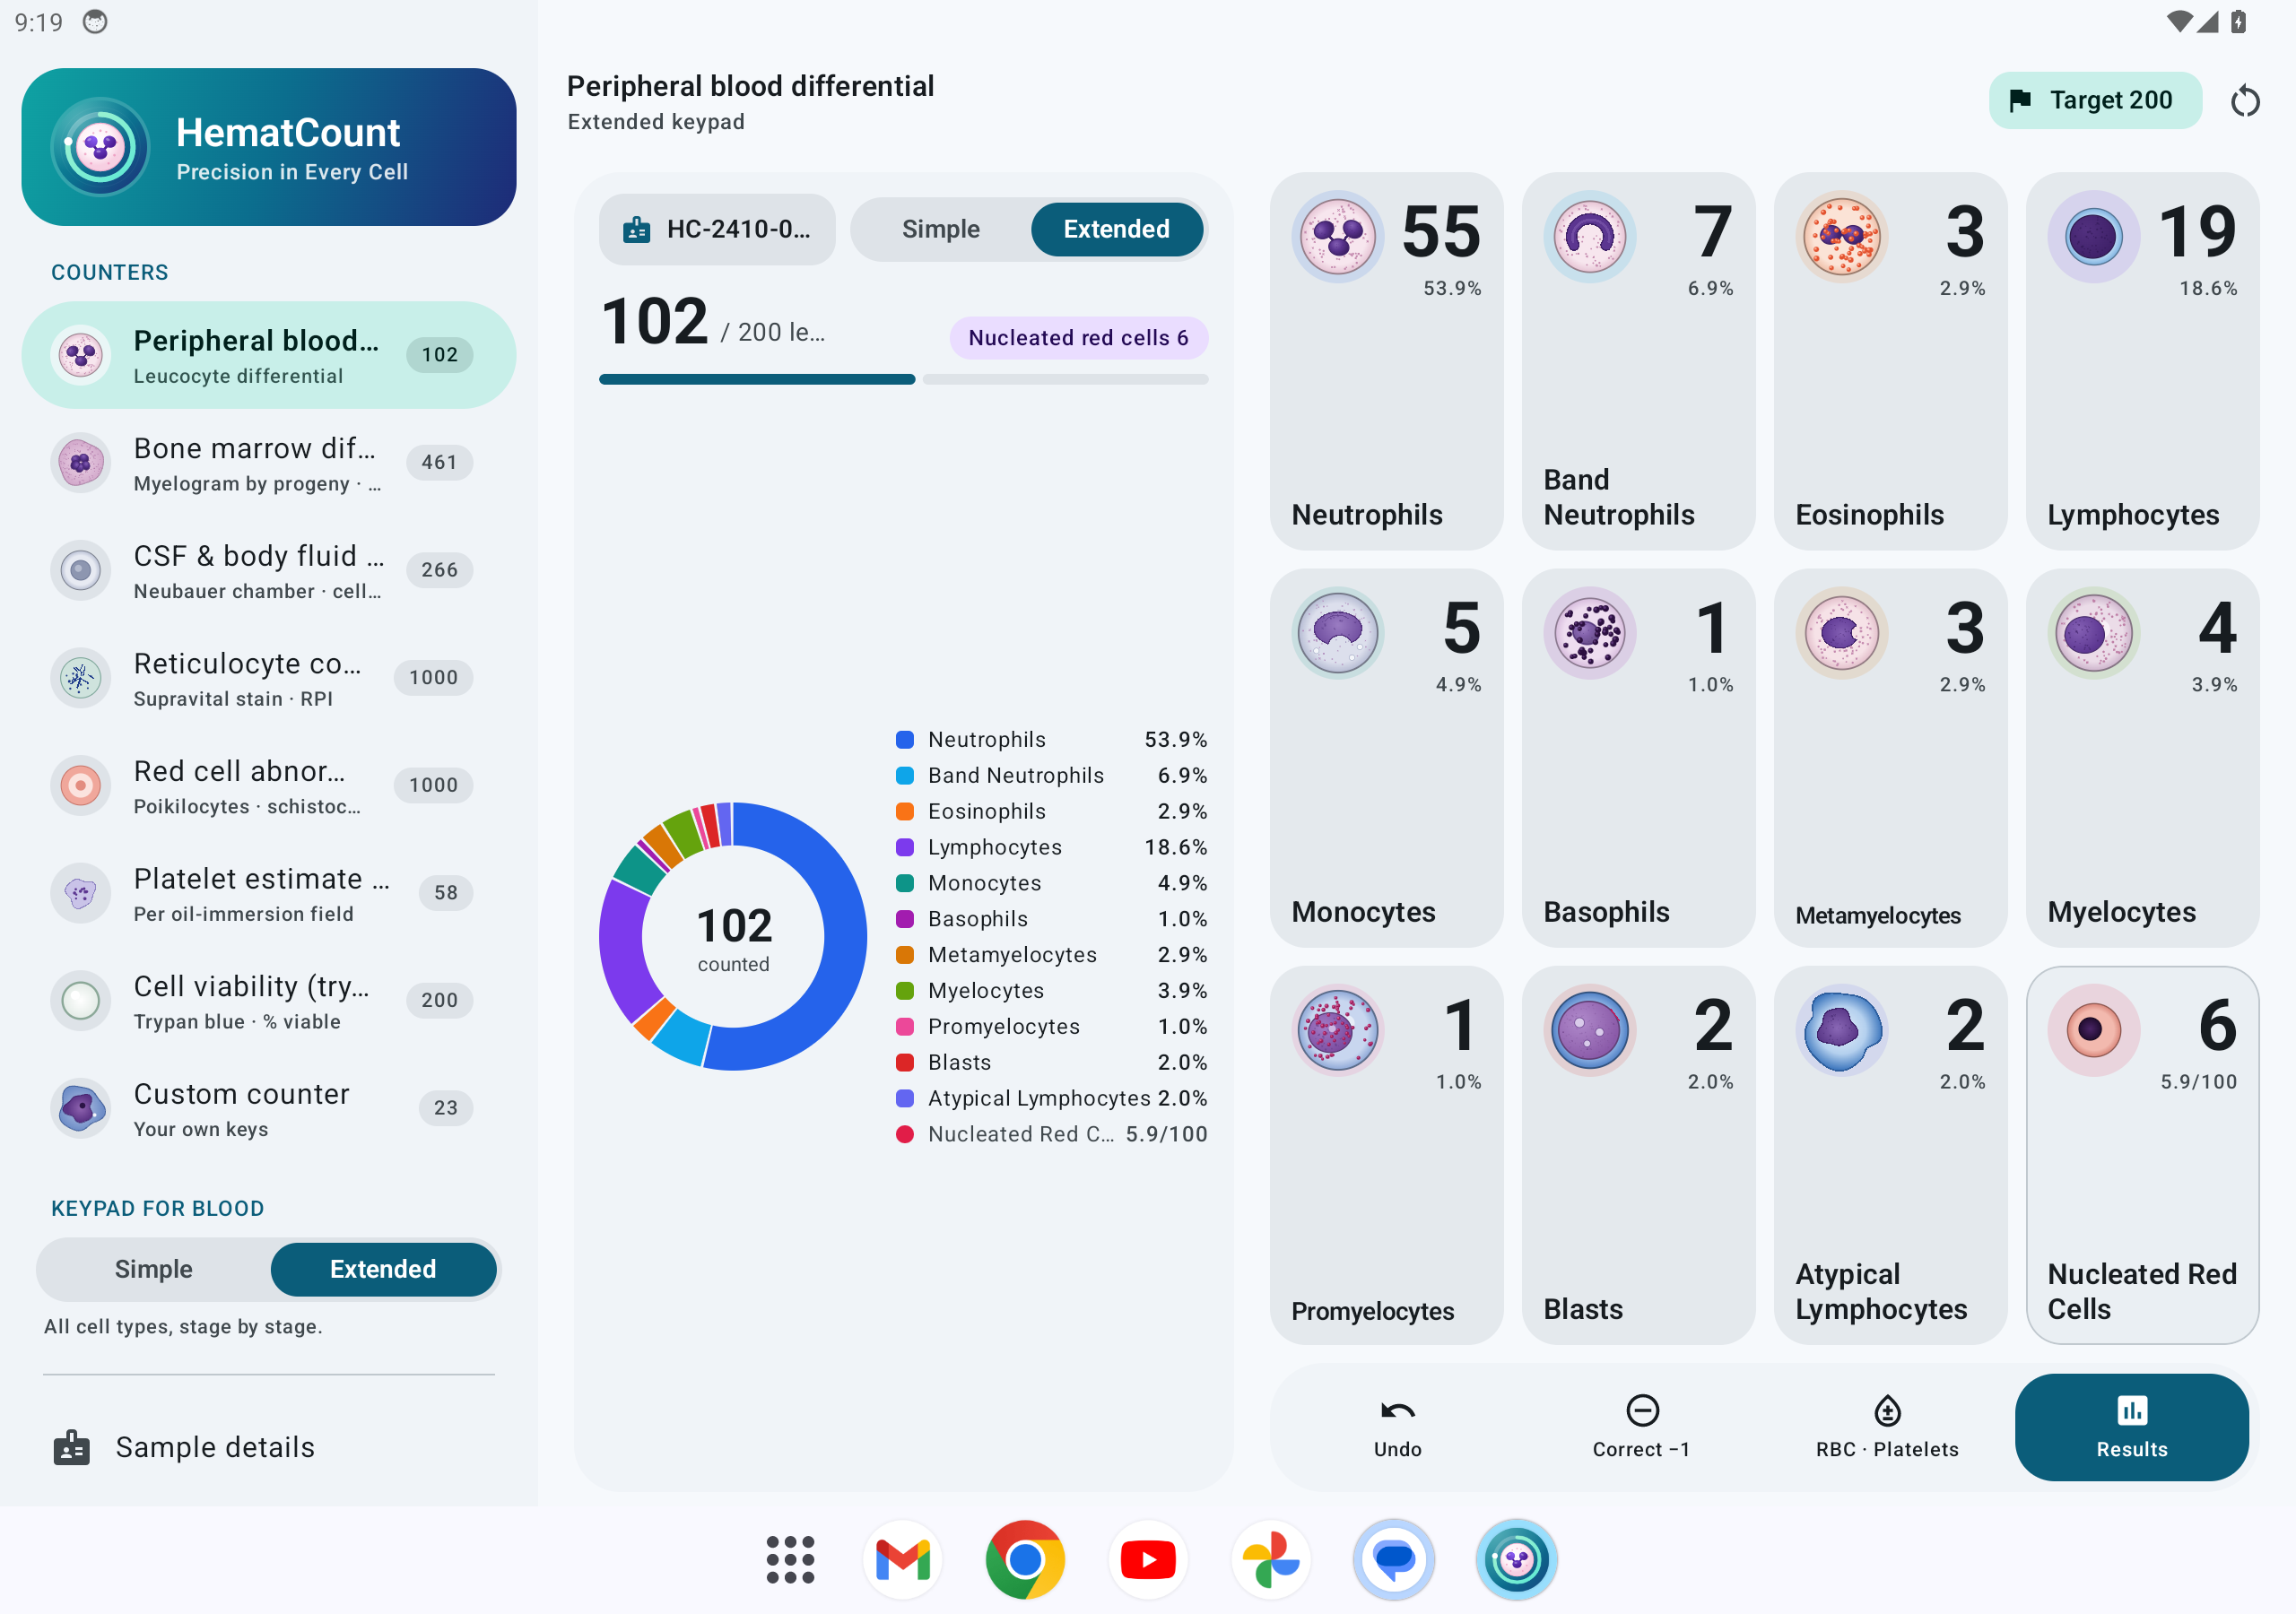 9:19
HematCount
Precision in Every Cell
COUNTERS
Peripheral blood…
Leucocyte differential
102
Bone marrow dif…
Myelogram by progeny · …
461
CSF & body fluid …
Neubauer chamber · cell…
266
Reticulocyte co…
Supravital stain · RPI
1000
Red cell abnor…
Poikilocytes · schistoc…
1000
Platelet estimate …
Per oil-immersion field
58
Cell viability (try…
Trypan blue · % viable
200
Custom counter
Your own keys
23
KEYPAD FOR BLOOD
Simple
Extended
All cell types, stage by stage.
Sample details
Peripheral blood differential
Extended keypad
Target 200
HC-2410-0…
Simple
Extended
102 / 200 le…
Nucleated red cells 6
102
counted
Neutrophils 53.9%
Band Neutrophils 6.9%
Eosinophils 2.9%
Lymphocytes 18.6%
Monocytes 4.9%
Basophils 1.0%
Metamyelocytes 2.9%
Myelocytes 3.9%
Promyelocytes 1.0%
Blasts 2.0%
Atypical Lymphocytes 2.0%
Nucleated Red C… 5.9/100
55
53.9%
Neutrophils
7
6.9%
Band
Neutrophils
3
2.9%
Eosinophils
19
18.6%
Lymphocytes
5
4.9%
Monocytes
1
1.0%
Basophils
3
2.9%
Metamyelocytes
4
3.9%
Myelocytes
1
1.0%
Promyelocytes
2
2.0%
Blasts
2
2.0%
Atypical
Lymphocytes
6
5.9/100
Nucleated Red
Cells
Undo
Correct −1
RBC · Platelets
Results